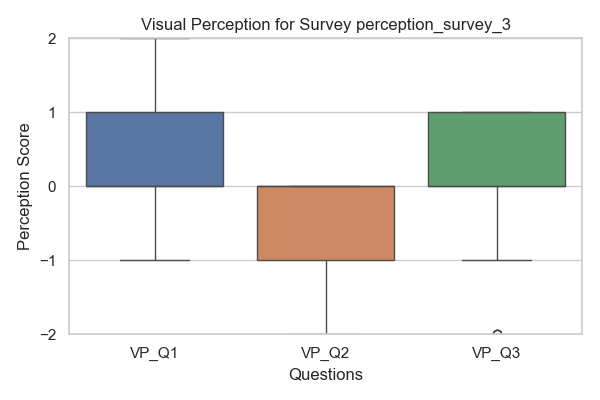 Visual Perception for Survey perception_survey_3
Perception Score
2
1
0
−1
−2
VP_Q1
VP_Q2
VP_Q3
Questions